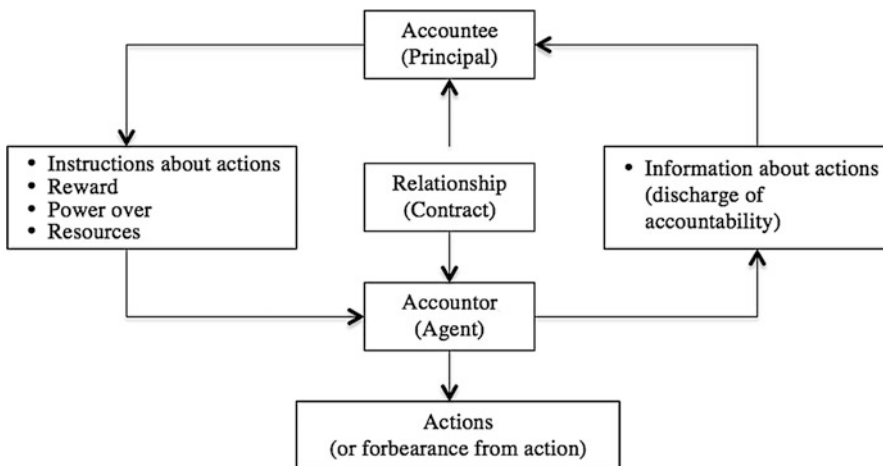 Accountee
(Principal)
• Instructions about actions
• Reward
• Power over
• Resources
Relationship
(Contract)
• Information about actions
(discharge of
accountability)
Accountor
(Agent)
Actions
(or forbearance from action)